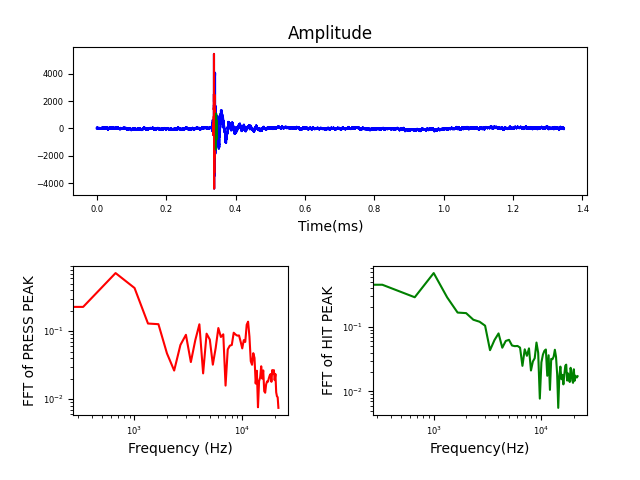 Amplitude
4000
2000
0
−2000
−4000
0.0 0.2 0.4 0.6 0.8 1.0 1.2 1.4
Time(ms)
FFT of PRESS PEAK
10⁻¹
10⁻²
10³ 10⁴
Frequency (Hz)
FFT of HIT PEAK
10⁻¹
10⁻²
10³ 10⁴
Frequency(Hz)